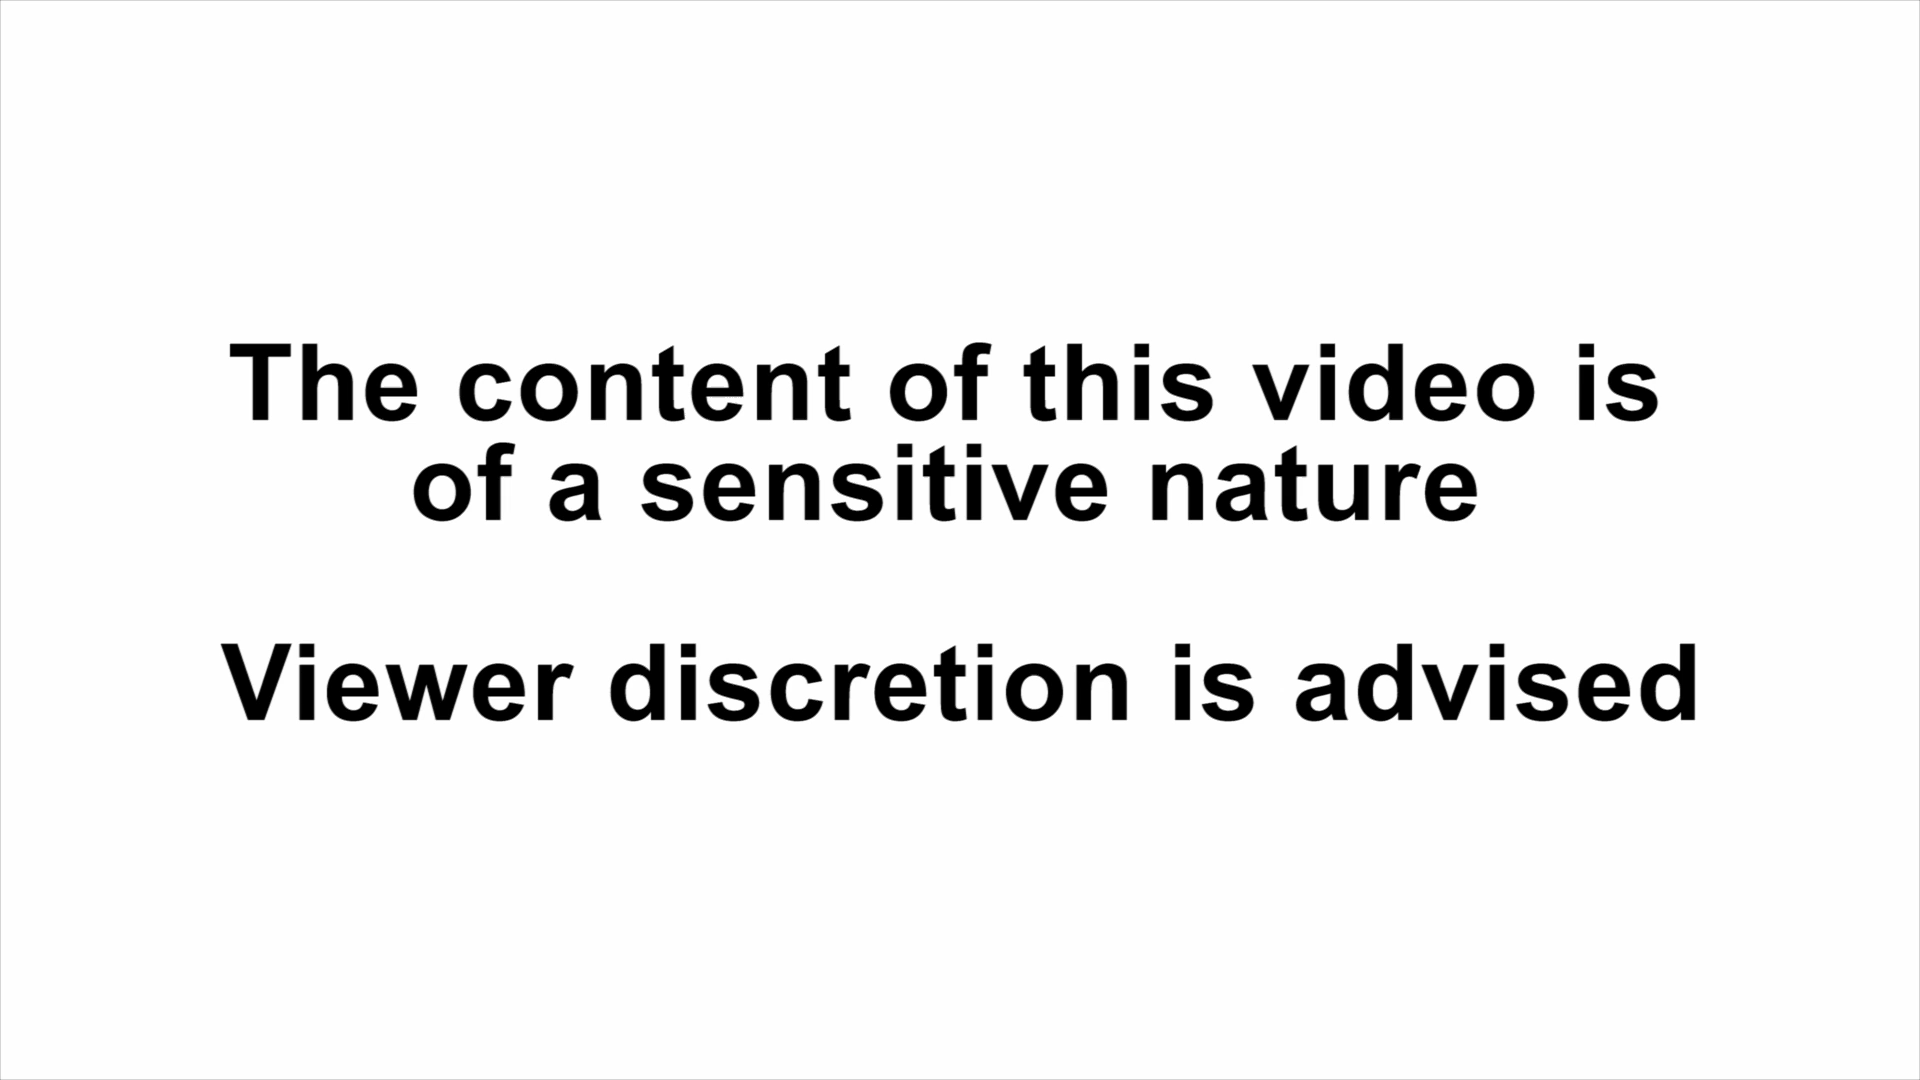 The content of this video is
of a sensitive nature
Viewer discretion is advised